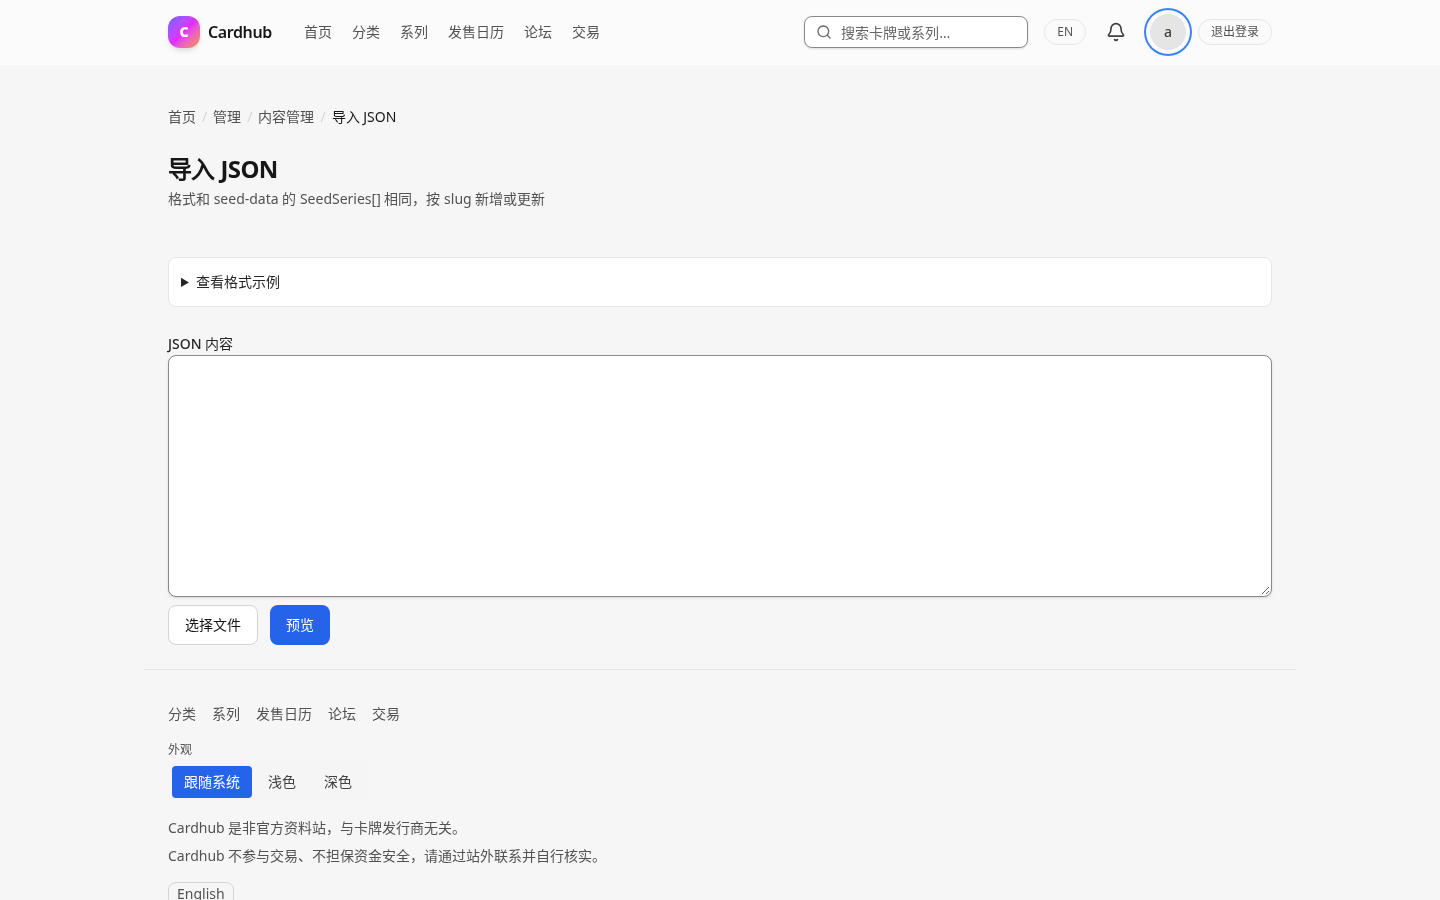 C Cardhub 首页 分类 系列 发售日历 论坛 交易 搜索卡牌或系列... EN a 退出登录
首页 / 管理 / 内容管理 / 导入 JSON
导入 JSON
格式和 seed-data 的 SeedSeries[] 相同，按 slug 新增或更新
查看格式示例
JSON 内容
选择文件 预览
分类 系列 发售日历 论坛 交易
外观
跟随系统 浅色 深色
Cardhub 是非官方资料站，与卡牌发行商无关。
Cardhub 不参与交易、不担保资金安全，请通过站外联系并自行核实。
English